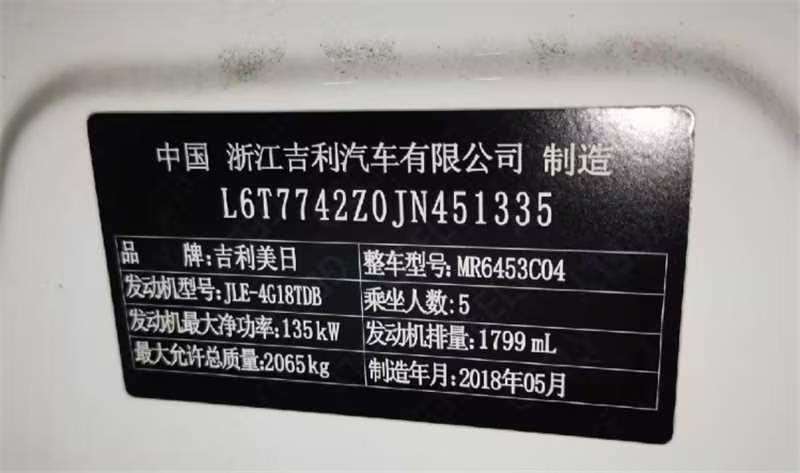 中国 浙江吉利汽车有限公司 制造
L6T7742Z0JN451335
品 牌:吉利美日 整车型号:MR6453C04
发动机型号:JLE-4G18TDB 乘坐人数:5
发动机最大净功率:135kW 发动机排量:1799mL
最大允许总质量:2065kg 制造年月:2018年05月